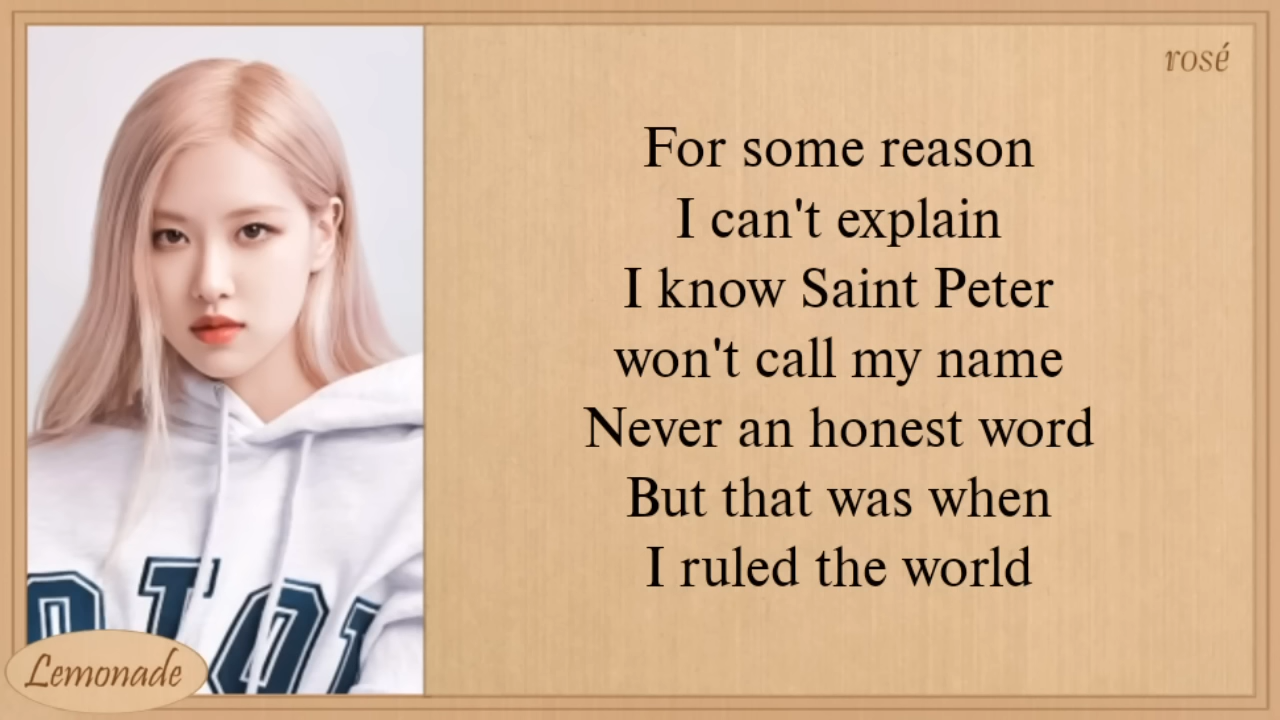 rosé
For some reason
I can't explain
I know Saint Peter
won't call my name
Never an honest word
But that was when
I ruled the world
Lemonade